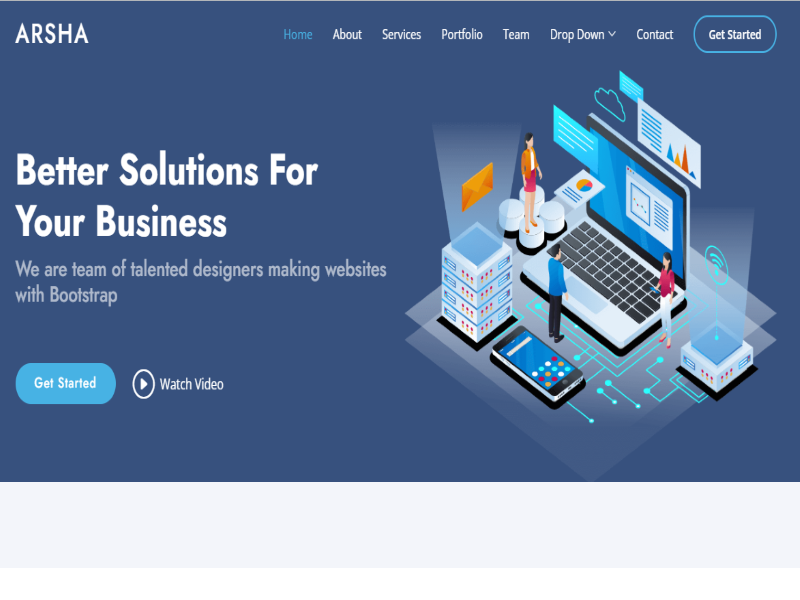 ARSHA
Home About Services Portfolio Team Drop Down Contact Get Started
Better Solutions For
Your Business
We are team of talented designers making websites
with Bootstrap
Get Started Watch Video